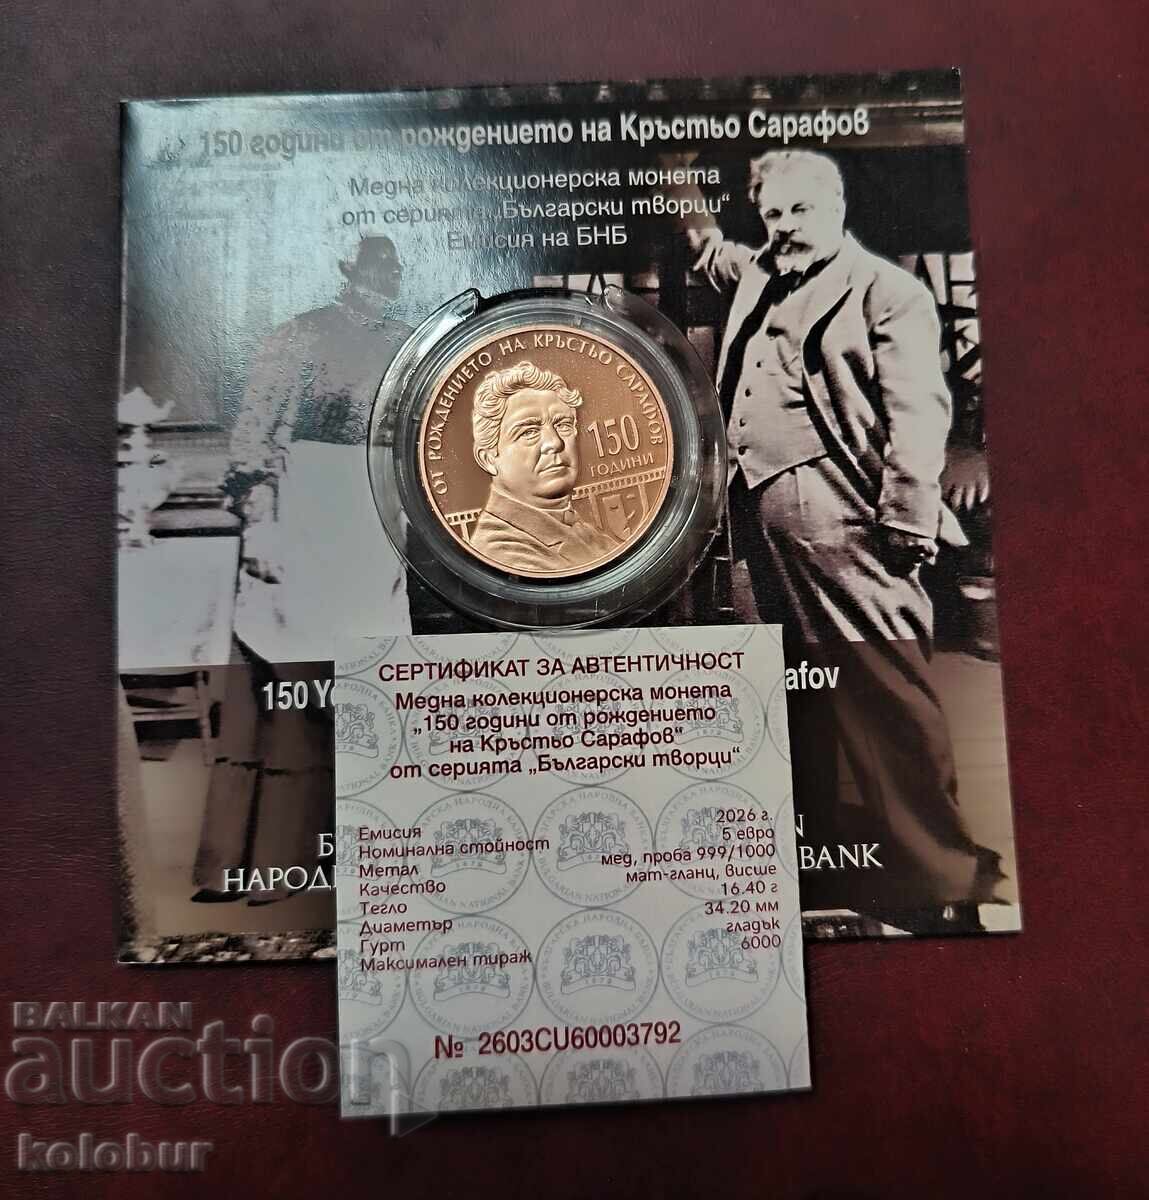 150 години от рождението на Кръстьо Сарафов
Медна колекционерска монета
от серията „Български творци“
Емисия на БНБ
ОТ РОЖДЕНИЕТО НА КРЪСТЬО САРАФОВ
150
ГОДИНИ
150 Ye
afov
Б
N
НАРОД
BANK
СЕРТИФИКАТ ЗА АВТЕНТИЧНОСТ
Медна колекционерска монета
„150 години от рождението
на Кръстьо Сарафов“
от серията „Български творци“
Емисия 2026 г.
Номинална стойност 5 евро
Метал мед, проба 999/1000
Качество мат-гланц, висше
Тегло 16.40 г
Диаметър 34.20 мм
Гурт гладък
Максимален тираж 6000
№ 2603CU60003792
BALKAN
auction
kolobur